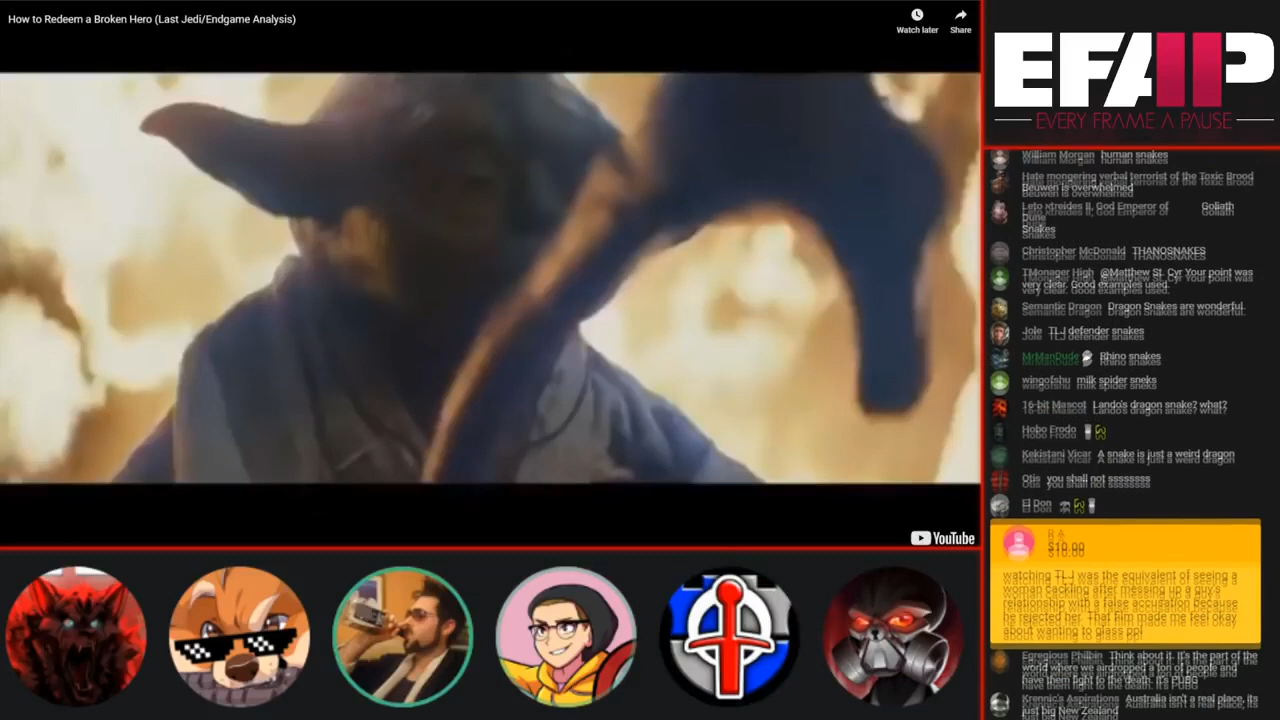 How to Redeem a Broken Hero (Last Jedi/Endgame Analysis)
Watch later
Share
YouTube
EFAP
EVERY FRAME A PAUSE
William Morgan human snakes
Hate mongering verbal terrorist of the Toxic Brood
Beuwen is overwhelmed
Leto xtreides II, God Emperor of Goliath
Dune
Snakes
Christopher McDonald THANOSNAKES
TManager High @Matthew St. Cyr Your point was
very clear. Good examples used.
Semantic Dragon Dragon Snakes are wonderful.
Jole TLJ defender snakes
MrManDude Rhino snakes
wingofshu milk spider sneks
16-bit Mascot Lando's dragon snake? what?
Hobo Frodo
Kekistani Vicar A snake is just a weird dragon
Otis you shall not ssssssss
El Don
R A
$10.00
watching TLJ was the equivalent of seeing a
woman cackling after messing up a guy's
relationship with a false accusation because
he rejected her. That film made me feel okay
about wanting to glass ppl
Egregious Philbin Think about it. It's the part of the
world where we airdropped a ton of people and
have them fight to the death. It's PUBG
Krennic's Aspirations Australia isn't a real place, its
just big New Zealand